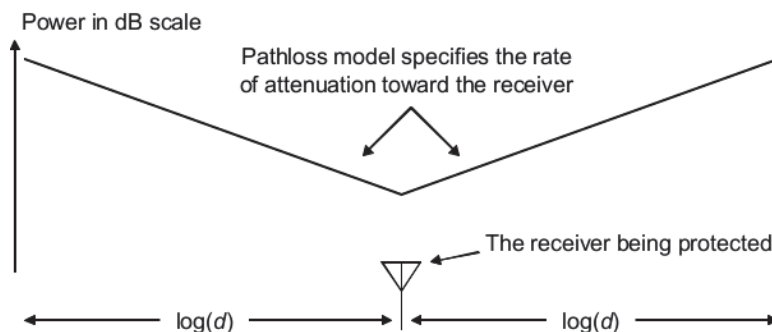 Power in dB scale
Pathloss model specifies the rate
of attenuation toward the receiver
The receiver being protected
log(d)
log(d)